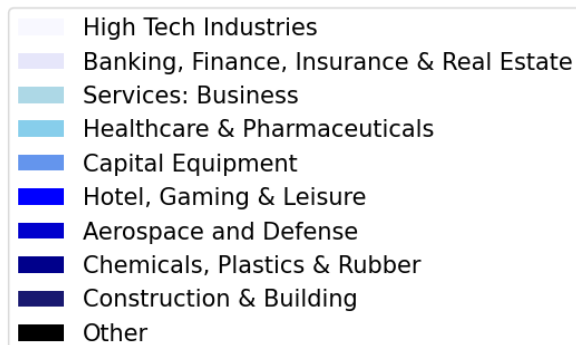 High Tech Industries
Banking, Finance, Insurance & Real Estate
Services: Business
Healthcare & Pharmaceuticals
Capital Equipment
Hotel, Gaming & Leisure
Aerospace and Defense
Chemicals, Plastics & Rubber
Construction & Building
Other